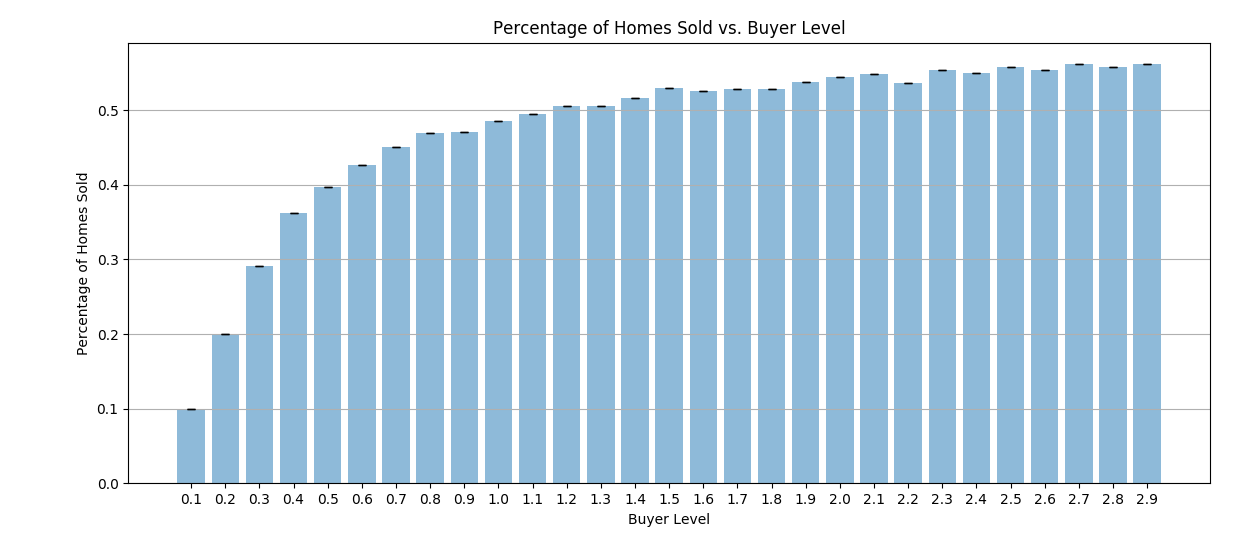 Percentage of Homes Sold vs. Buyer Level
Percentage of Homes Sold
0.5
0.4
0.3
0.2
0.1
0.0
0.1 0.2 0.3 0.4 0.5 0.6 0.7 0.8 0.9 1.0 1.1 1.2 1.3 1.4 1.5 1.6 1.7 1.8 1.9 2.0 2.1 2.2 2.3 2.4 2.5 2.6 2.7 2.8 2.9
Buyer Level